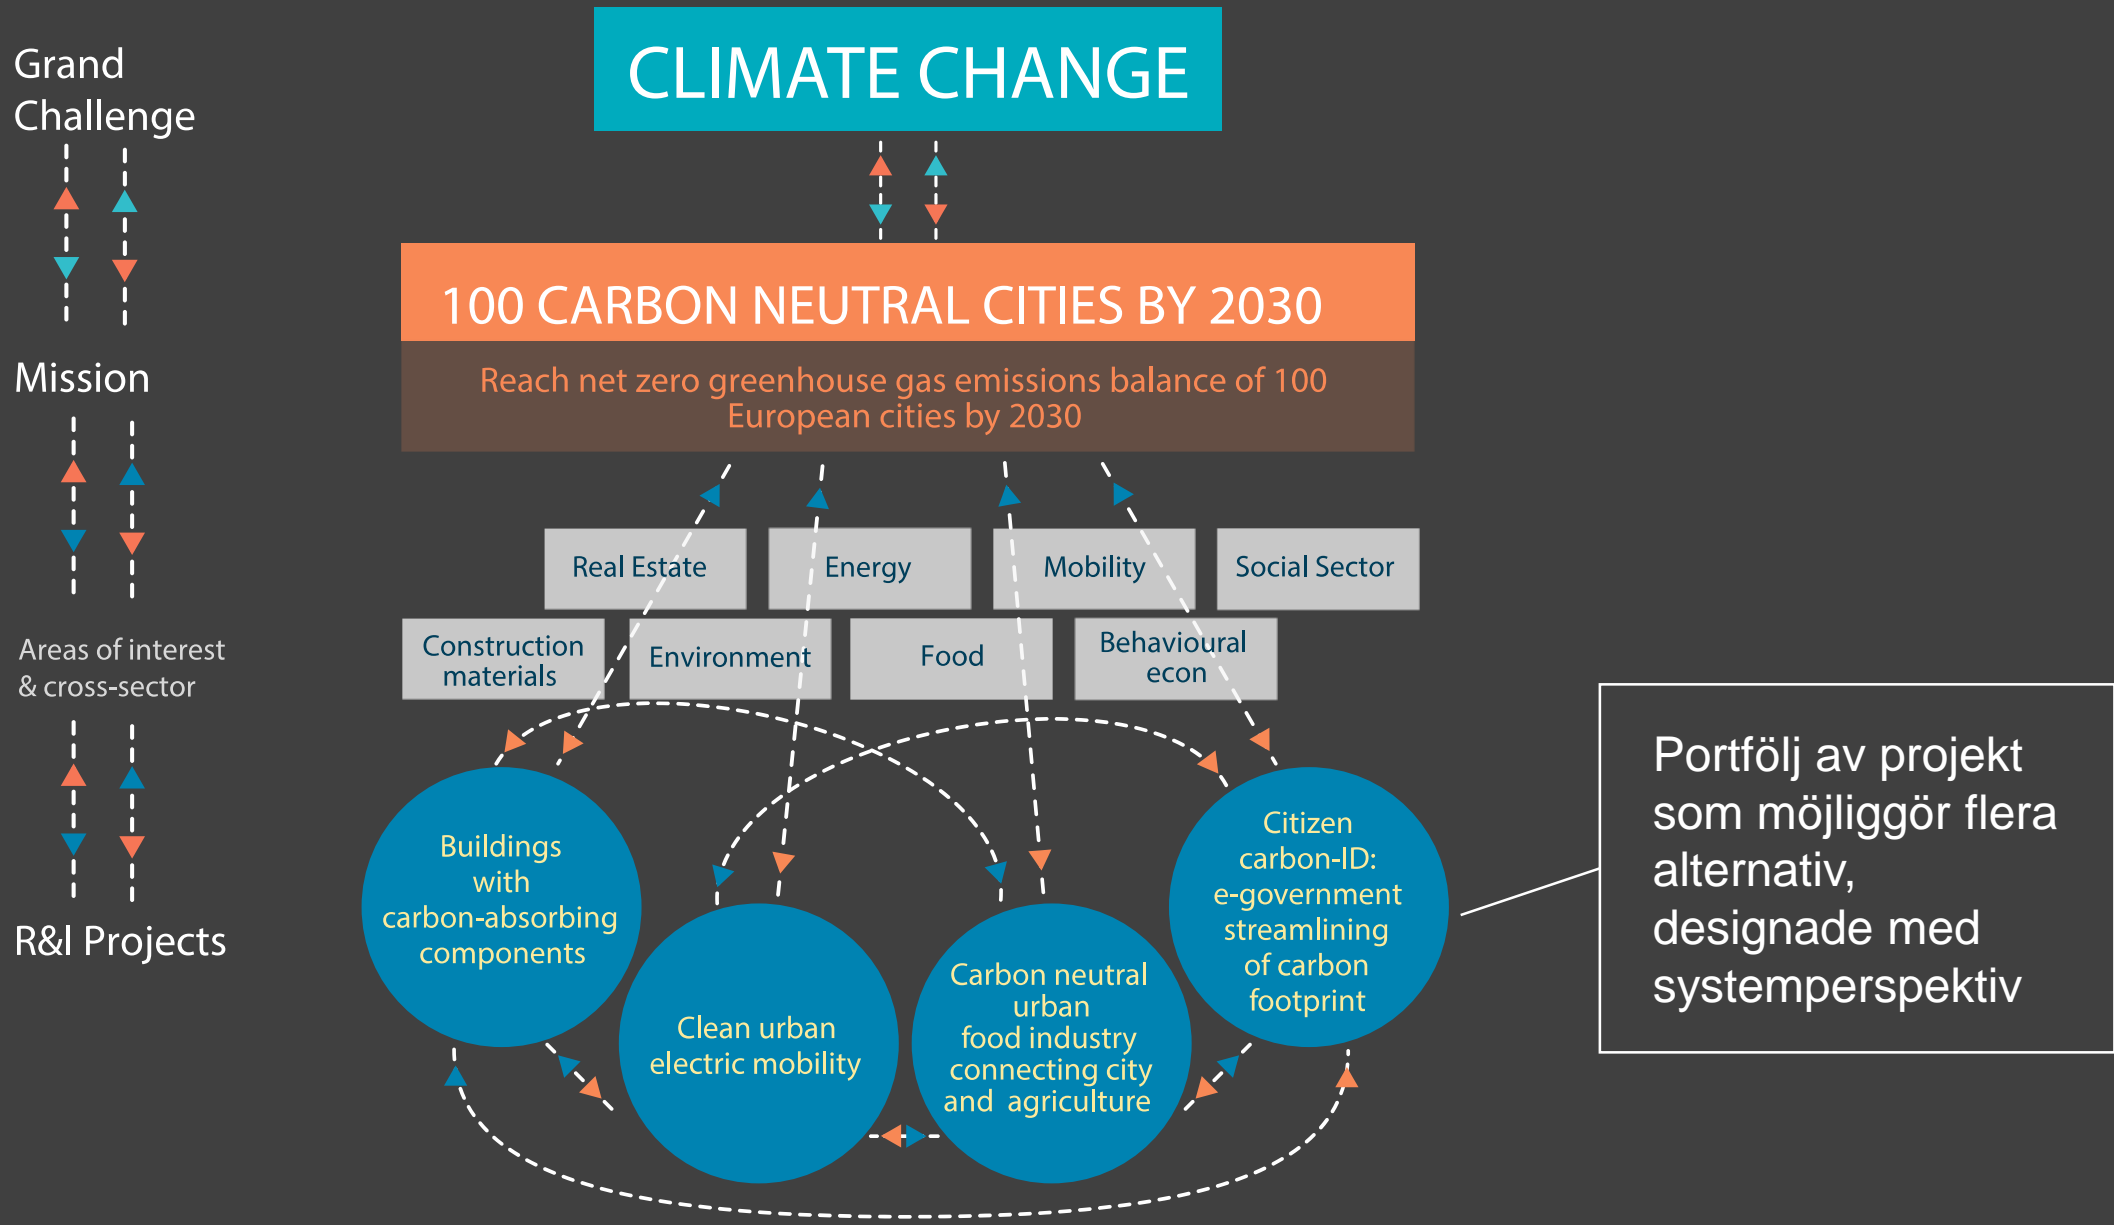 Grand
Challenge
Mission
Areas of interest
& cross-sector
R&I Projects
CLIMATE CHANGE
100 CARBON NEUTRAL CITIES BY 2030
Reach net zero greenhouse gas emissions balance of 100
European cities by 2030
Real Estate
Energy
Mobility
Social Sector
Construction
materials
Environment
Food
Behavioural
econ
Buildings
with
carbon-absorbing
components
Clean urban
electric mobility
Carbon neutral
urban
food industry
connecting city
and agriculture
Citizen
carbon-ID:
e-government
streamlining
of carbon
footprint
Portfölj av projekt
som möjliggör flera
alternativ,
designade med
systemperspektiv